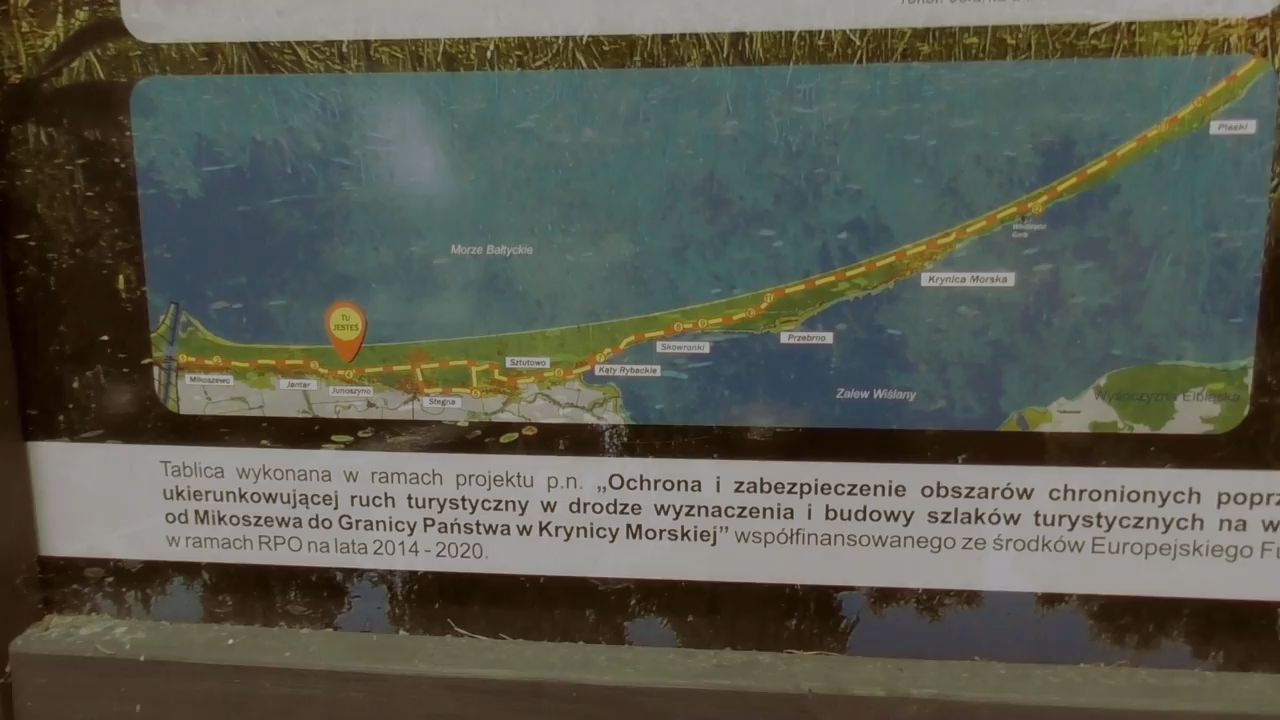 Morze Bałtyckie
Piaski
Krynica Morska
TU
JESTEŚ
Przebrno
Skowronki
Sztutowo
Kąty Rybackie
Mikoszewo
Jantar
Junoszyno
Stegna
Zalew Wiślany
Wysoczyzna Elbląska
Tablica wykonana w ramach projektu p.n. „Ochrona i zabezpieczenie obszarów chronionych poprz
ukierunkowującej ruch turystyczny w drodze wyznaczenia i budowy szlaków turystycznych na w
od Mikoszewa do Granicy Państwa w Krynicy Morskiej” współfinansowanego ze środków Europejskiego Fu
w ramach RPO na lata 2014 - 2020.